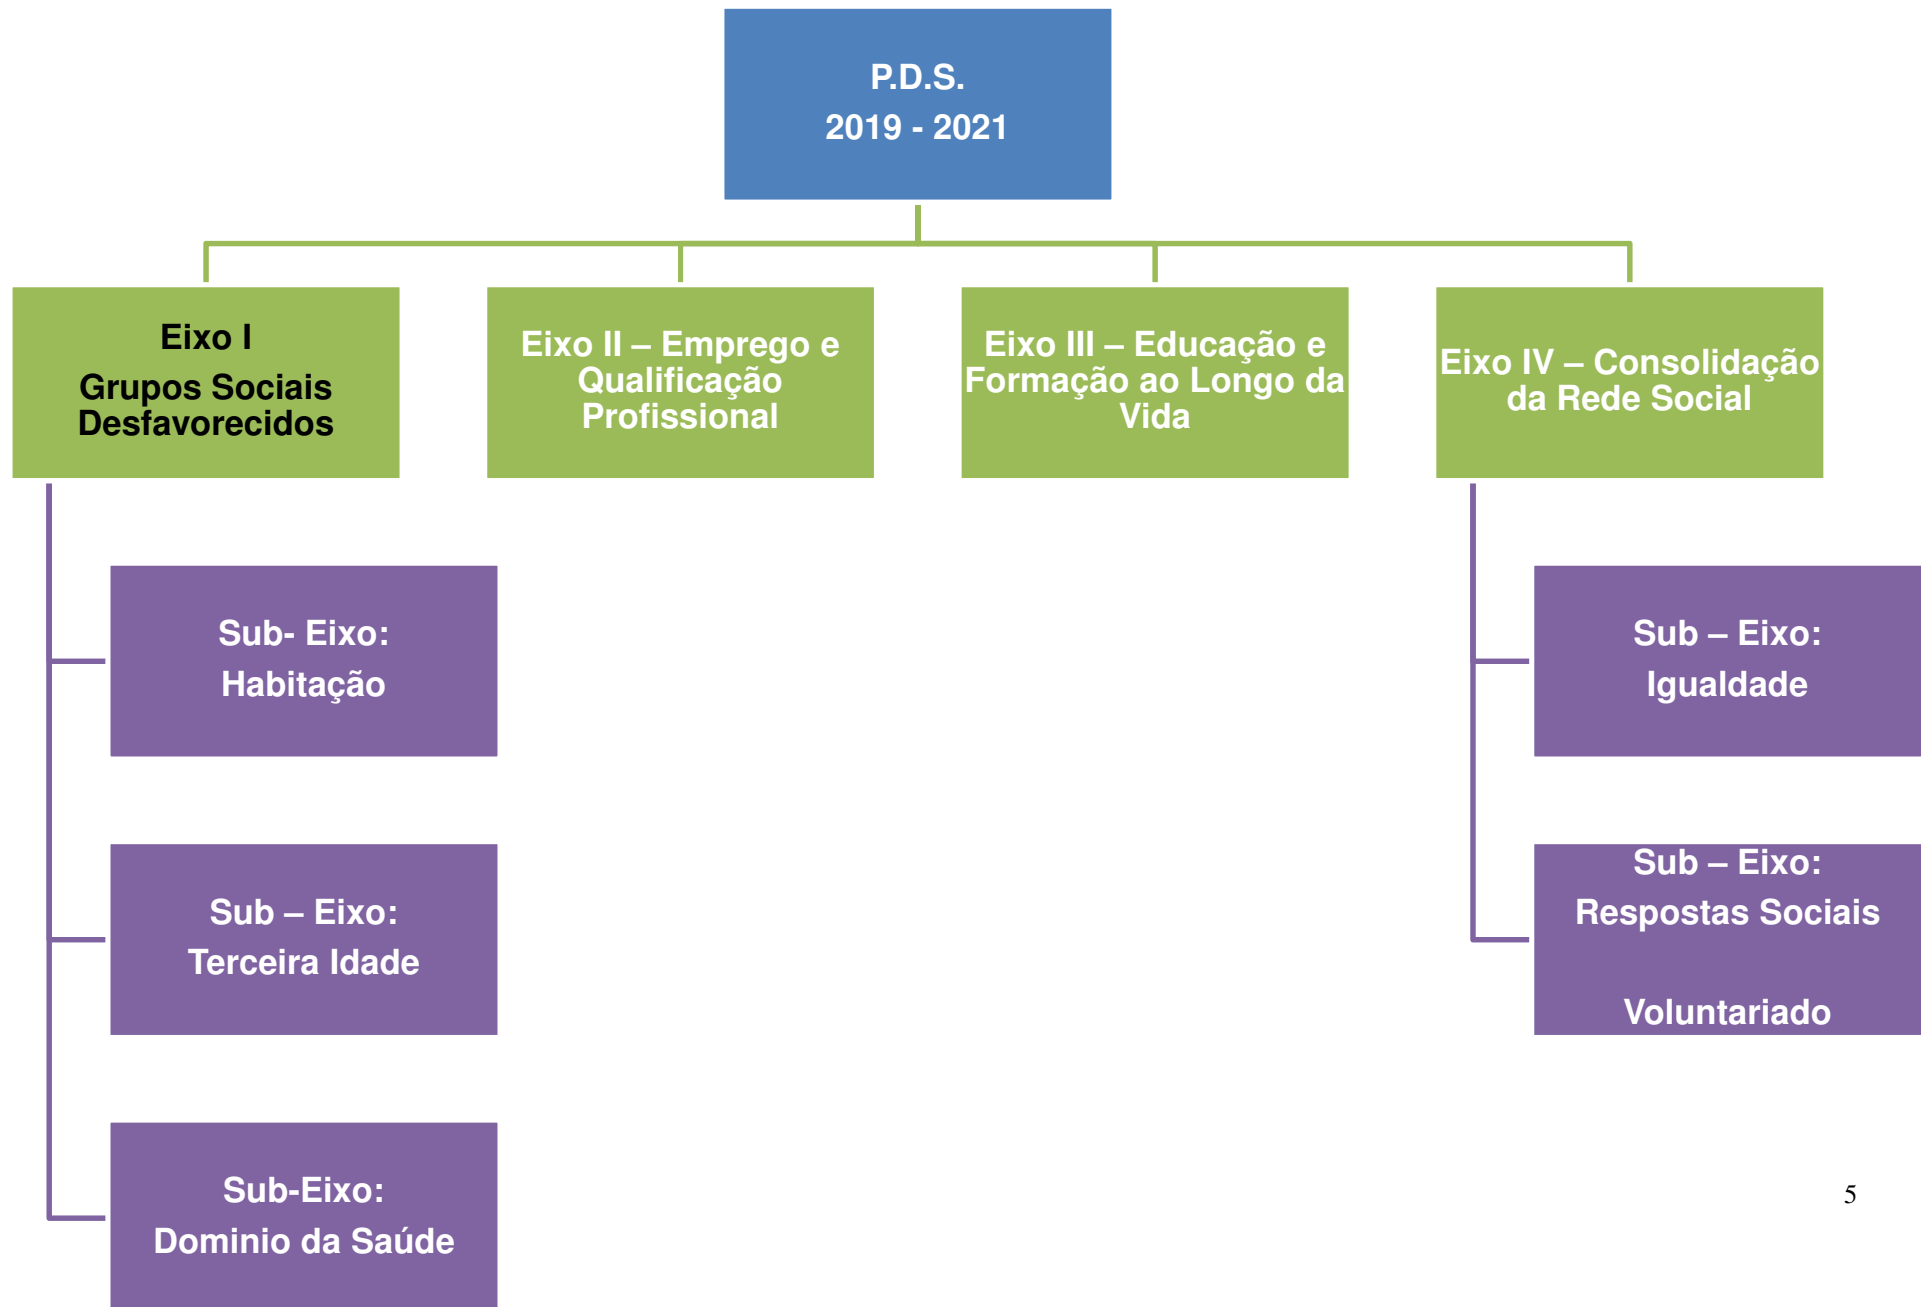 P.D.S.
2019 - 2021
Eixo I
Grupos Sociais
Desfavorecidos
Eixo II – Emprego e
Qualificação
Profissional
Eixo III – Educação e
Formação ao Longo da
Vida
Eixo IV – Consolidação
da Rede Social
Sub- Eixo:
Habitação
Sub – Eixo:
Terceira Idade
Sub-Eixo:
Dominio da Saúde
Sub – Eixo:
Igualdade
Sub – Eixo:
Respostas Sociais
Voluntariado
5